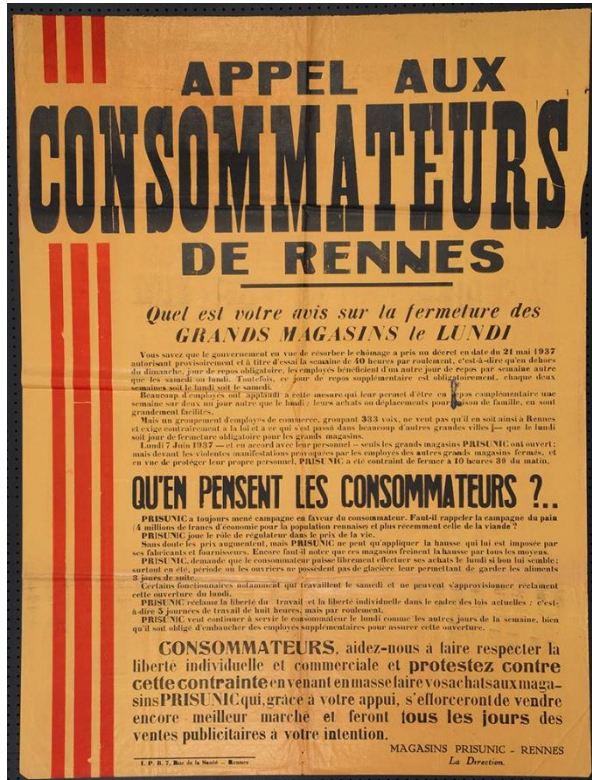 APPEL AUX
CONSOMMATEURS
DE RENNES
Quel est votre avis sur la fermeture des
GRANDS MAGASINS le LUNDI
Vous savez que le gouvernement en vue de résorber le chômage a pris un décret en date du 21 mai 1937
autorisant provisoirement et à titre d'essai la semaine de 40 heures par roulement, c'est-à-dire qu'en dehors
du dimanche, jour de repos obligatoire, les employés bénéficient d'un autre jour de repos par semaine autre
que les samedi ou lundi. Toutefois, ce jour de repos supplémentaire est obligatoirement, chaque deux
semaines soit le lundi soit le samedi.
Beaucoup d'employés ont applaudi à cette mesure qui leur permet d'être en repos complémentaire une
semaine sur deux un jour autre que le lundi ; leurs achats ou déplacements pour raison de famille, en sont
grandement facilités.
Mais un groupement d'employés de commerce, groupant 333 voix, ne veut pas qu'il en soit ainsi à Rennes
et exige contrairement à la loi et a ce qui s'est passé dans beaucoup d'autres grandes villes — que le lundi
soit jour de fermeture obligatoire pour les grands magasins.
Lundi 7 Juin 1937 — et en accord avec leur personnel — seuls les grands magasins PRISUNIC ont ouvert ;
mais devant les violentes manifestations provoquées par les employés des autres grands magasins fermés, et
en vue de protéger leur propre personnel, PRISUNIC a été contraint de fermer à 10 heures 30 du matin.
QU'EN PENSENT LES CONSOMMATEURS ?..
PRISUNIC a toujours mené campagne en faveur du consommateur. Faut-il rappeler la campagne du pain
(4 millions de francs d'économie pour la population rennaise et plus récemment celle de la viande ?
PRISUNIC joue le rôle de régulateur dans le prix de la vie.
Sans doute les prix augmentent, mais PRISUNIC ne peut qu'appliquer la hausse qui lui est imposée par
ses fabricants et fournisseurs. Encore faut-il noter que ces magasins freinent la hausse par tous les moyens.
PRISUNIC, demande que le consommateur puisse librement effectuer ses achats le lundi si bon lui semble ;
surtout en été, période ou les ouvriers ne possèdent pas de glacière leur permettant de garder les aliments
3 jours de suite.
Certains fonctionnaires notamment qui travaillent le samedi et ne peuvent s'approvisionner réclament
cette ouverture du lundi.
PRISUNIC réclame la liberté du travail et la liberté individuelle dans le cadre des lois actuelles ; c'est-
à-dire 5 journées de travail de huit heures, mais par roulement.
PRISUNIC veut continuer à servir le consommateur le lundi comme les autres jours de la semaine, bien
qu'il soit obligé d'embaucher des employés supplémentaires pour assurer cette ouverture.
CONSOMMATEURS, aidez-nous à faire respecter la
liberté individuelle et commerciale et protestez contre
cette contrainte en venant en masse faire vos achats aux maga-
sins PRISUNIC qui, grâce à votre appui, s'efforceront de vendre
encore meilleur marché et feront tous les jours des
ventes publicitaires à votre intention.
MAGASINS PRISUNIC - RENNES
La Direction.
I. P. R. 7, Rue de la Santé — Rennes